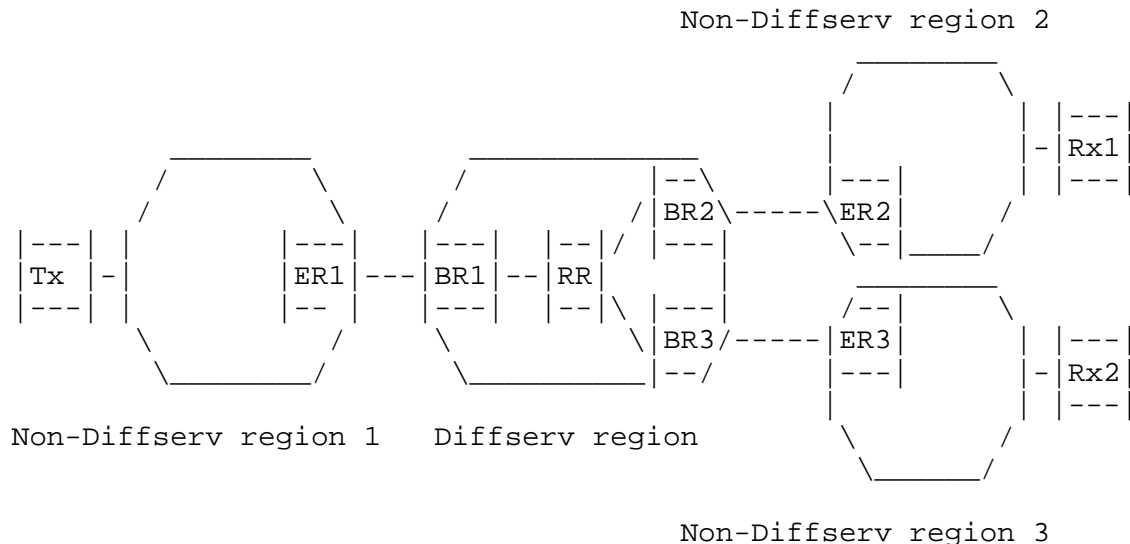 Non-Diffserv region 2
Rx1
BR2 ER2
Tx ER1 BR1 RR
BR3 ER3
Rx2
Non-Diffserv region 1 Diffserv region
Non-Diffserv region 3